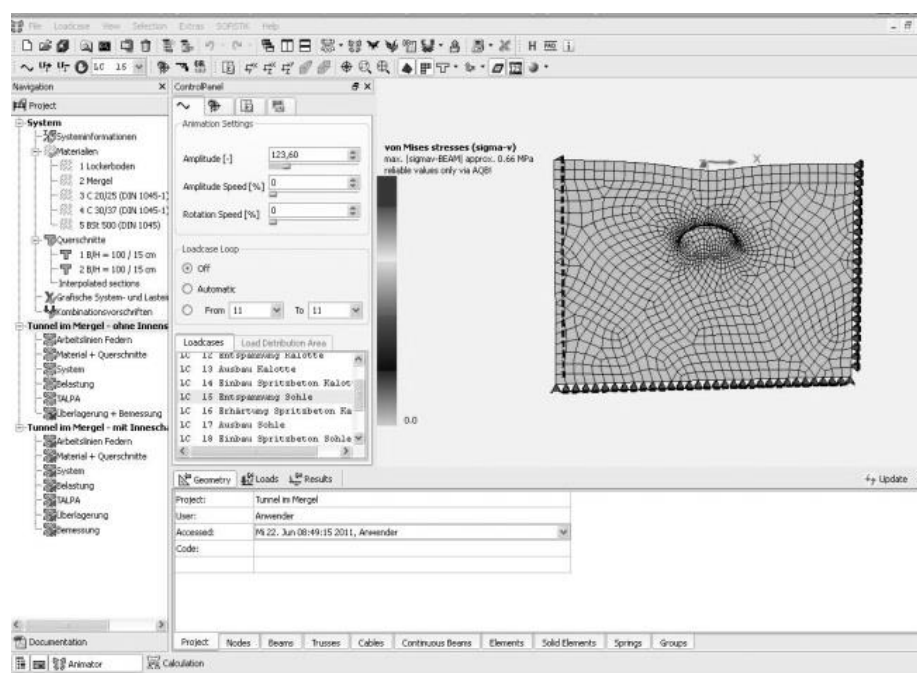 File Loadcase View Selection Extras SOFiSTiK Help
LC 15
H
Navigation
Project
System
Systeminformationen
Materialien
1 Lockerboden
2 Mergel
3 C 20/25 (DIN 1045-1)
4 C 30/37 (DIN 1045-1)
5 BSt 500 (DIN 1045)
Querschnitte
1 B/H = 100 / 15 cm
2 B/H = 100 / 15 cm
Interpolated sections
Grafische System- und Lastei
Kombinationsvorschriften
Tunnel im Mergel - ohne Innens
Arbeitslinien Federn
Material + Querschnitte
System
Belastung
TALPA
Überlagerung + Bemessung
Tunnel im Mergel - mit Innescha
Arbeitslinien Federn
Material + Querschnitte
System
Belastung
TALPA
Überlagerung
Bemessung
Documentation
Animator
Calculation
ControlPanel
Animation Settings
Amplitude [-] 123,60
Amplitude Speed [%] 0
Rotation Speed [%] 0
Loadcase Loop
Off
Automatic
From 11 To 11
Loadcases Load Distribution Area
LC 12 Entspannung Kalotte
LC 13 Ausbau Kalotte
LC 14 Einbau Spritzbeton Kalot
LC 15 Entspannung Sohle
LC 16 Erhärtung Spritzbeton Ka
LC 17 Ausbau Sohle
LC 18 Einbau Spritzbeton Sohle
von Mises stresses (sigma-v)
max. |sigmav-BEAM| approx. 0.66 MPa
reliable values only via AQB!
0.0
X
Geometry Loads Results
Update
Project: Tunnel im Mergel
User: Anwender
Accessed: Mi 22. Jun 08:49:15 2011, Anwender
Code:
Project Nodes Beams Trusses Cables Continuous Beams Elements Solid Elements Springs Groups